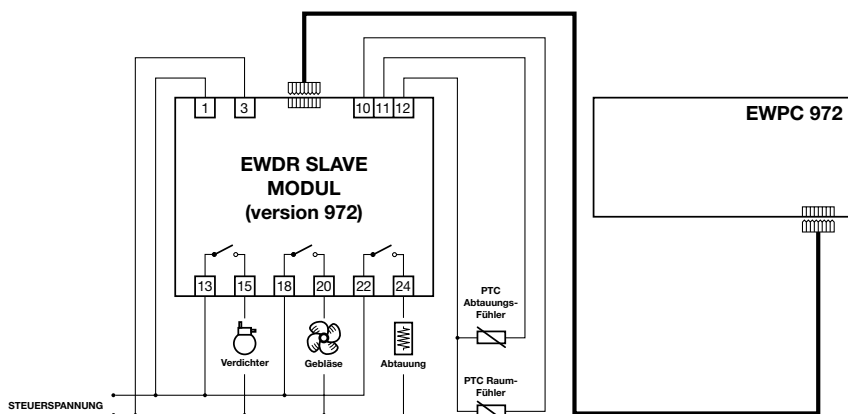 1 3 10 11 12
EWPC 972
EWDR SLAVE
MODUL
(version 972)
13 15 18 20 22 24
PTC
Abtauungs-
Fühler
Verdichter Gebläse Abtauung
PTC Raum-
Fühler
STEUERSPANNUNG